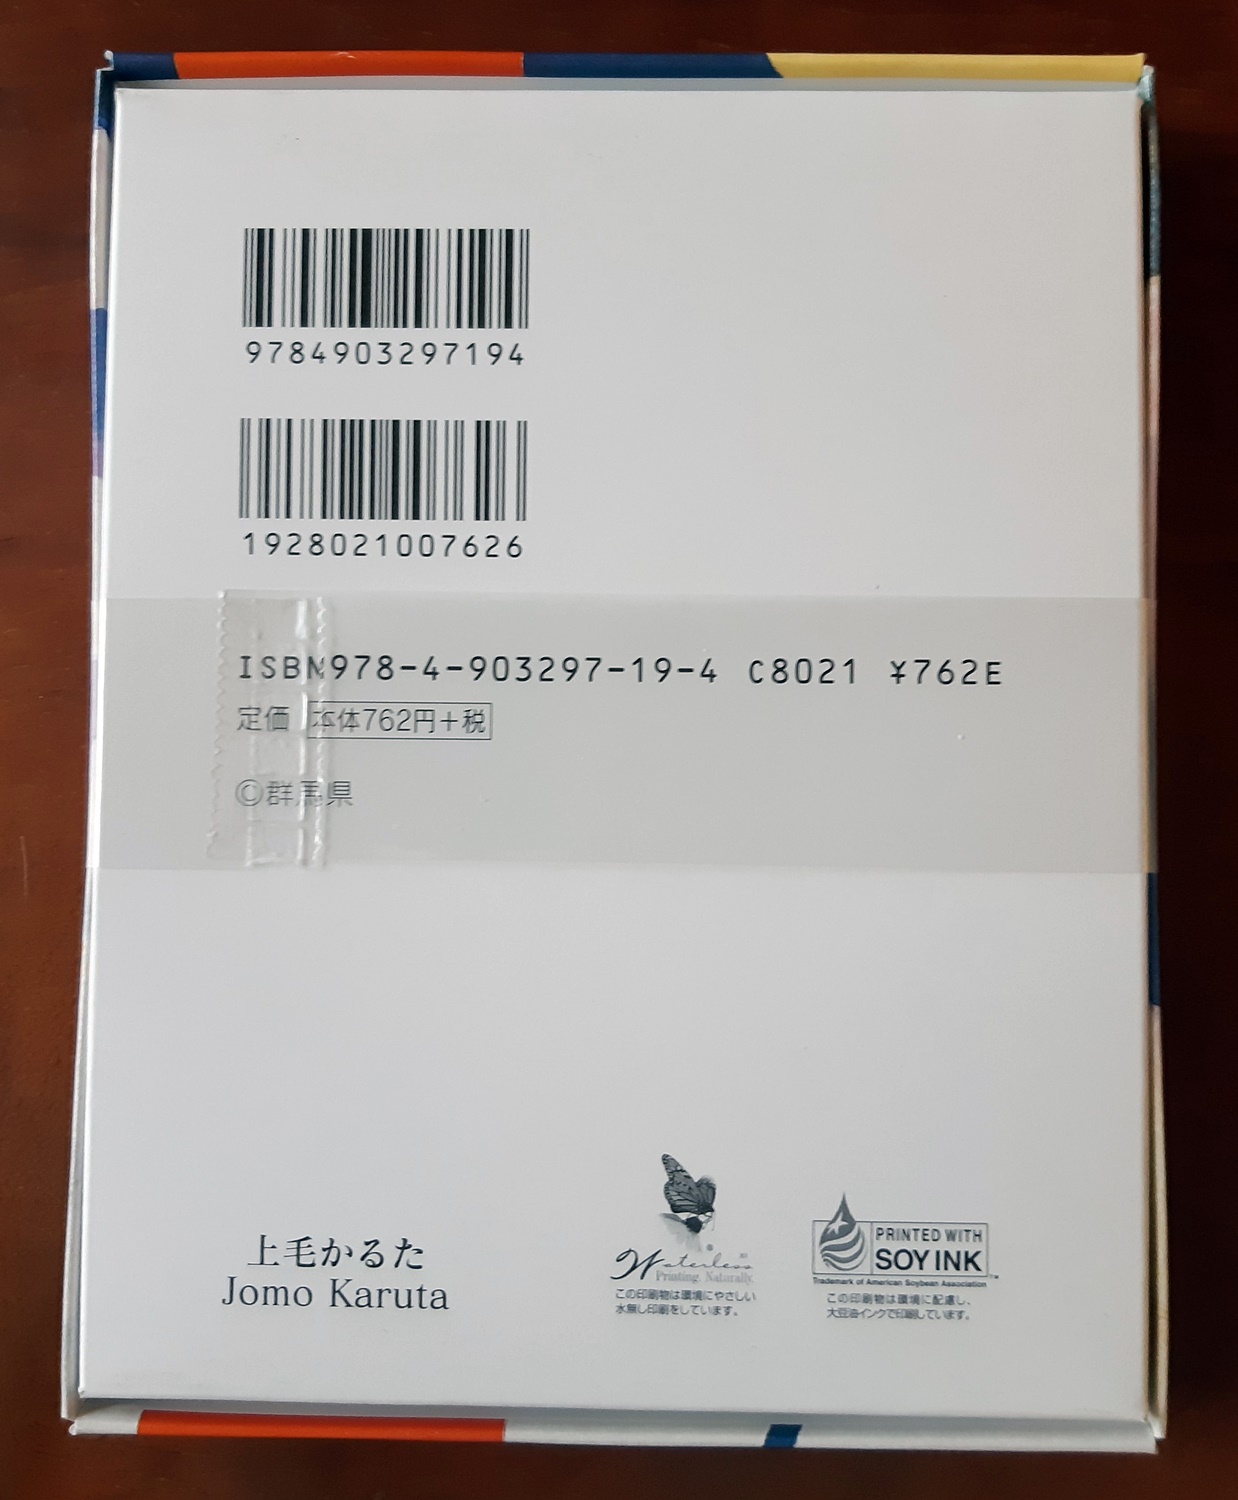 9784903297194
1928021007626
ISBN978-4-903297-19-4 C8021 ¥762E
定価 本体762円+税
©群馬県
上毛かるた
Jomo Karuta
Waterless
Printing. Naturally.
この印刷物は環境にやさしい
水無し印刷をしています。
PRINTED WITH
SOY INK™
Trademark of American Soybean Association
この印刷物は環境に配慮し、
大豆油インクで印刷しています。